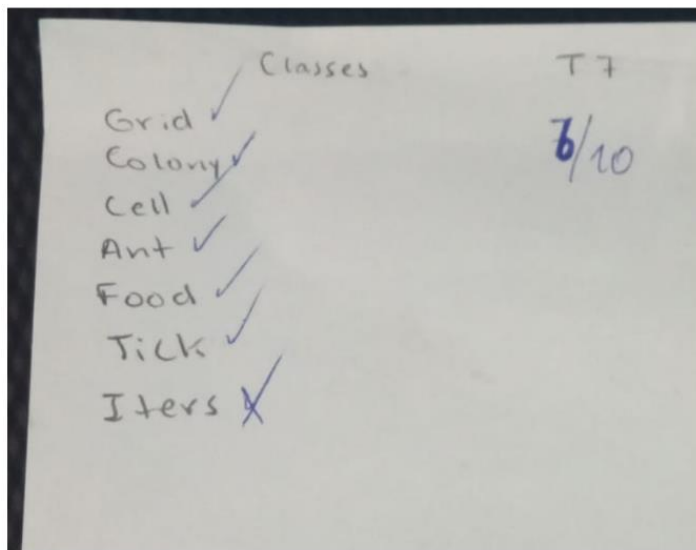 Classes T7
Grid ✓
6/10
Colony ✓
Cell ✓
Ant ✓
Food ✓
Tick ✓
Iters X